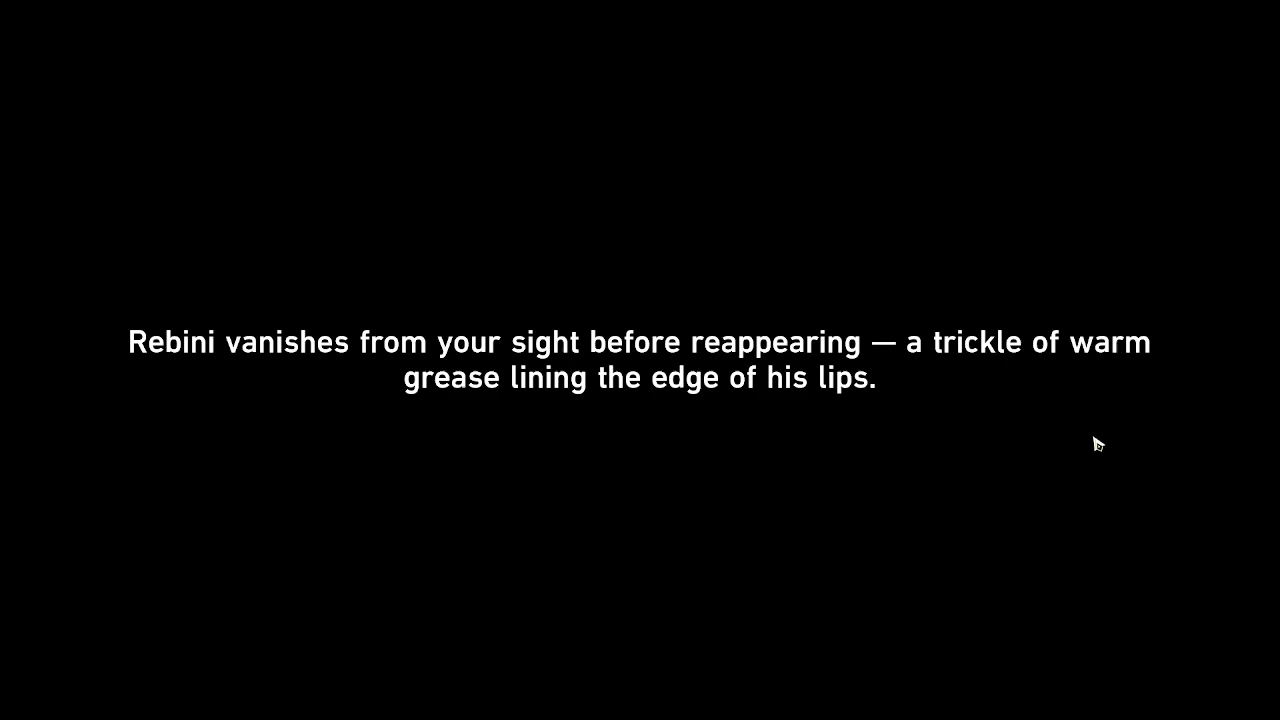 Rebini vanishes from your sight before reappearing — a trickle of warm
grease lining the edge of his lips.